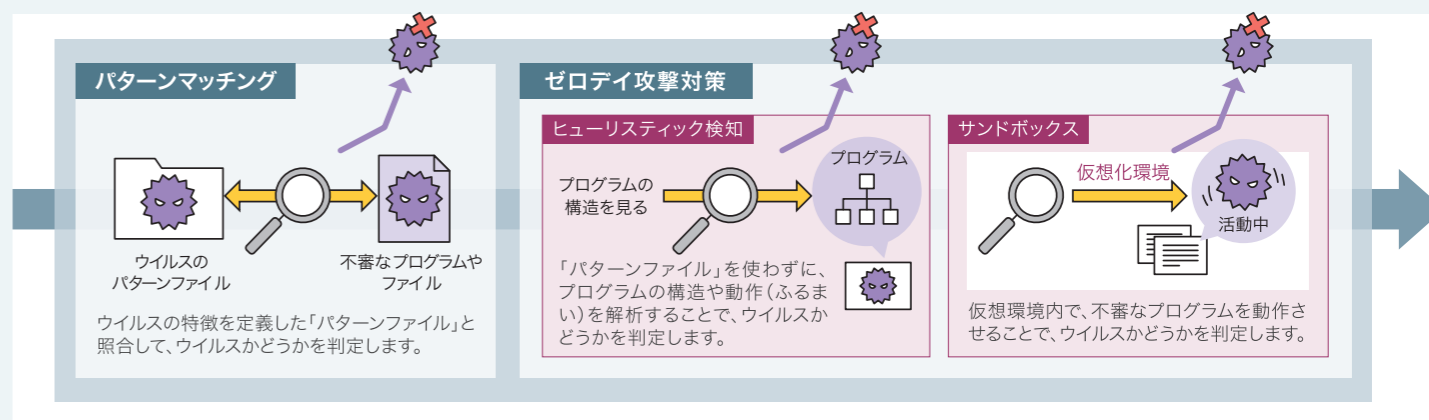 パターンマッチング
ウイルスの
パターンファイル
不審なプログラムや
ファイル
ウイルスの特徴を定義した「パターンファイル」と
照合して、ウイルスかどうかを判定します。
ゼロデイ攻撃対策
ヒューリスティック検知
プログラムの
構造を見る
プログラム
「パターンファイル」を使わずに、
プログラムの構造や動作(ふるま
い)を解析することで、ウイルスか
どうかを判定します。
サンドボックス
仮想化環境
活動中
仮想環境内で、不審なプログラムを動作さ
せることで、ウイルスかどうかを判定します。